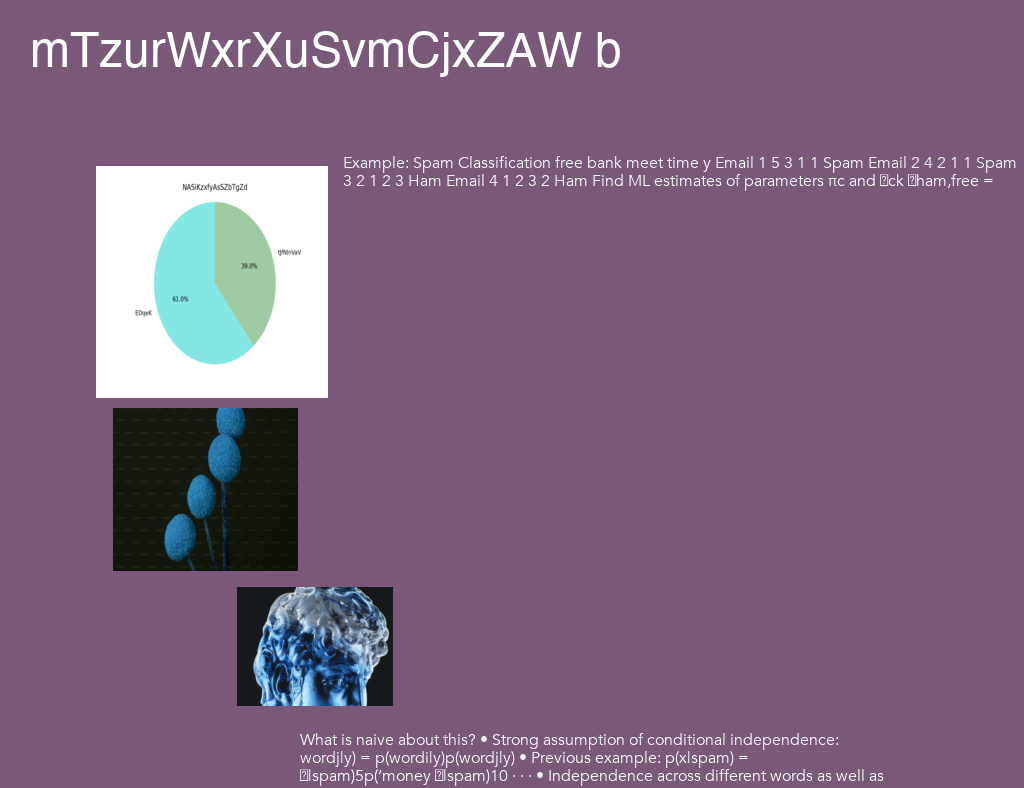 mTzurWxrXuSvmCjxZAW b
Example: Spam Classification free bank meet time y Email 1 5 3 1 1 Spam Email 2 4 2 1 1 Spam
3 2 1 2 3 Ham Email 4 1 2 3 2 Ham Find ML estimates of parameters πc and ck ham,free =
NASiKzxfyAsSZbTgZd
39.0%
61.0%
EDqeK
What is naive about this? • Strong assumption of conditional independence:
wordjly) = p(wordily)p(wordjly) • Previous example: p(xlspam) =
lspam)5p(‘money lspam)10 · · · • Independence across different words as well as